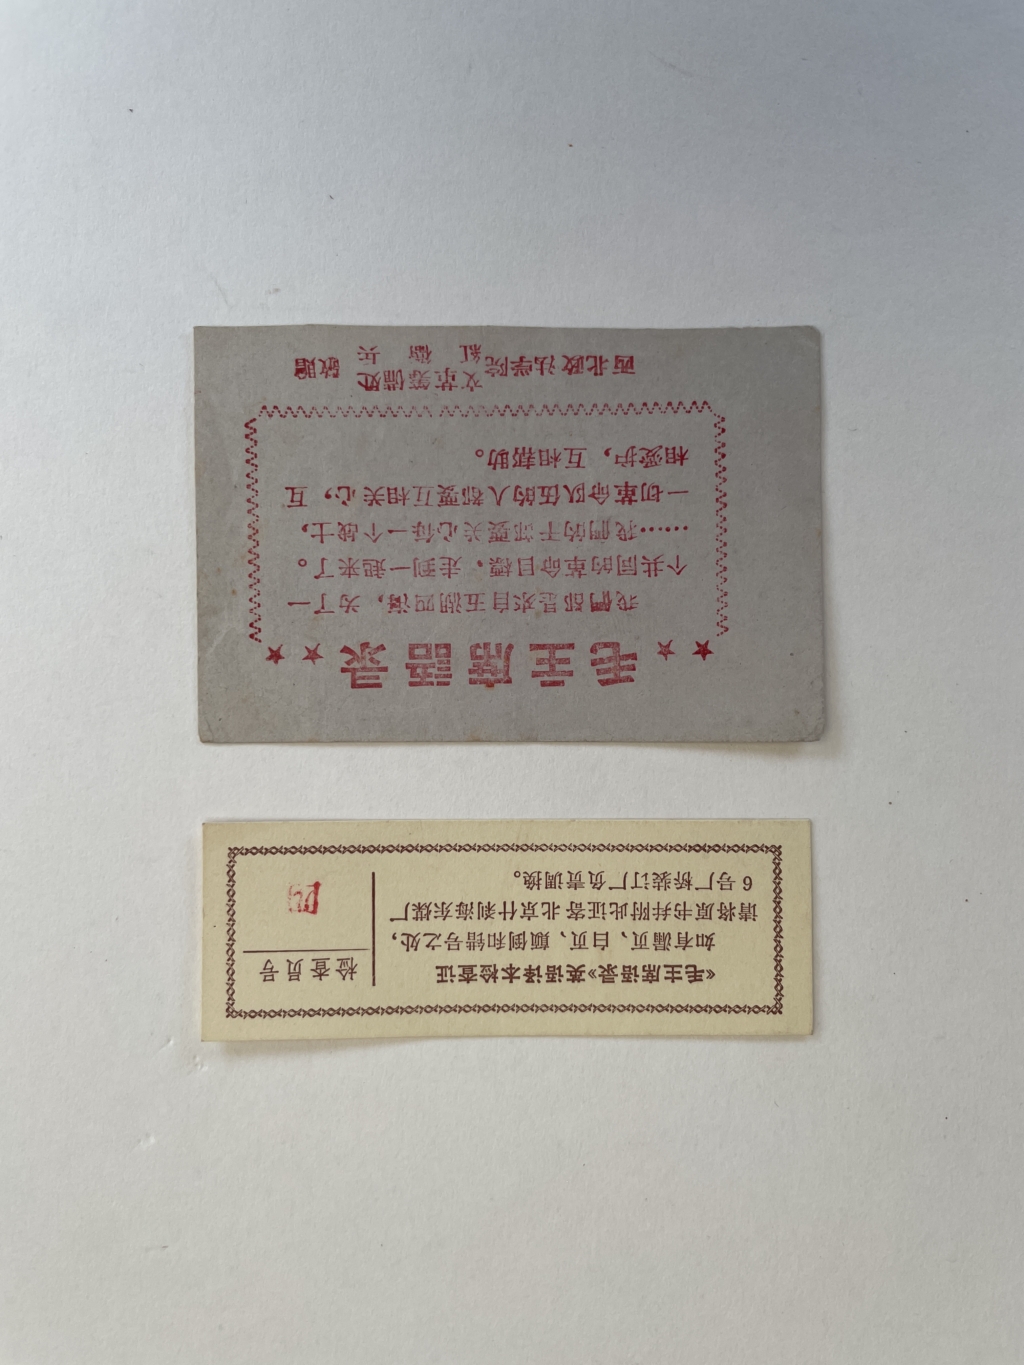 《毛主席语录》英语译本检查证
如有漏页、白页、颠倒和错号之处,
请将原书并附此证寄北京什刹海东煤厂
6号厂桥装订厂负责调换。
检查员号
毛主席語录
我們都是来自五湖四海,为了一
个共同的革命目標,走到一起来了。
……我們的干部要关心每一个战士,
一切革命队伍的人都要互相关心,互
相愛护,互相帮助。
西北政法学院 文革筹備处 敬贈
紅衛兵